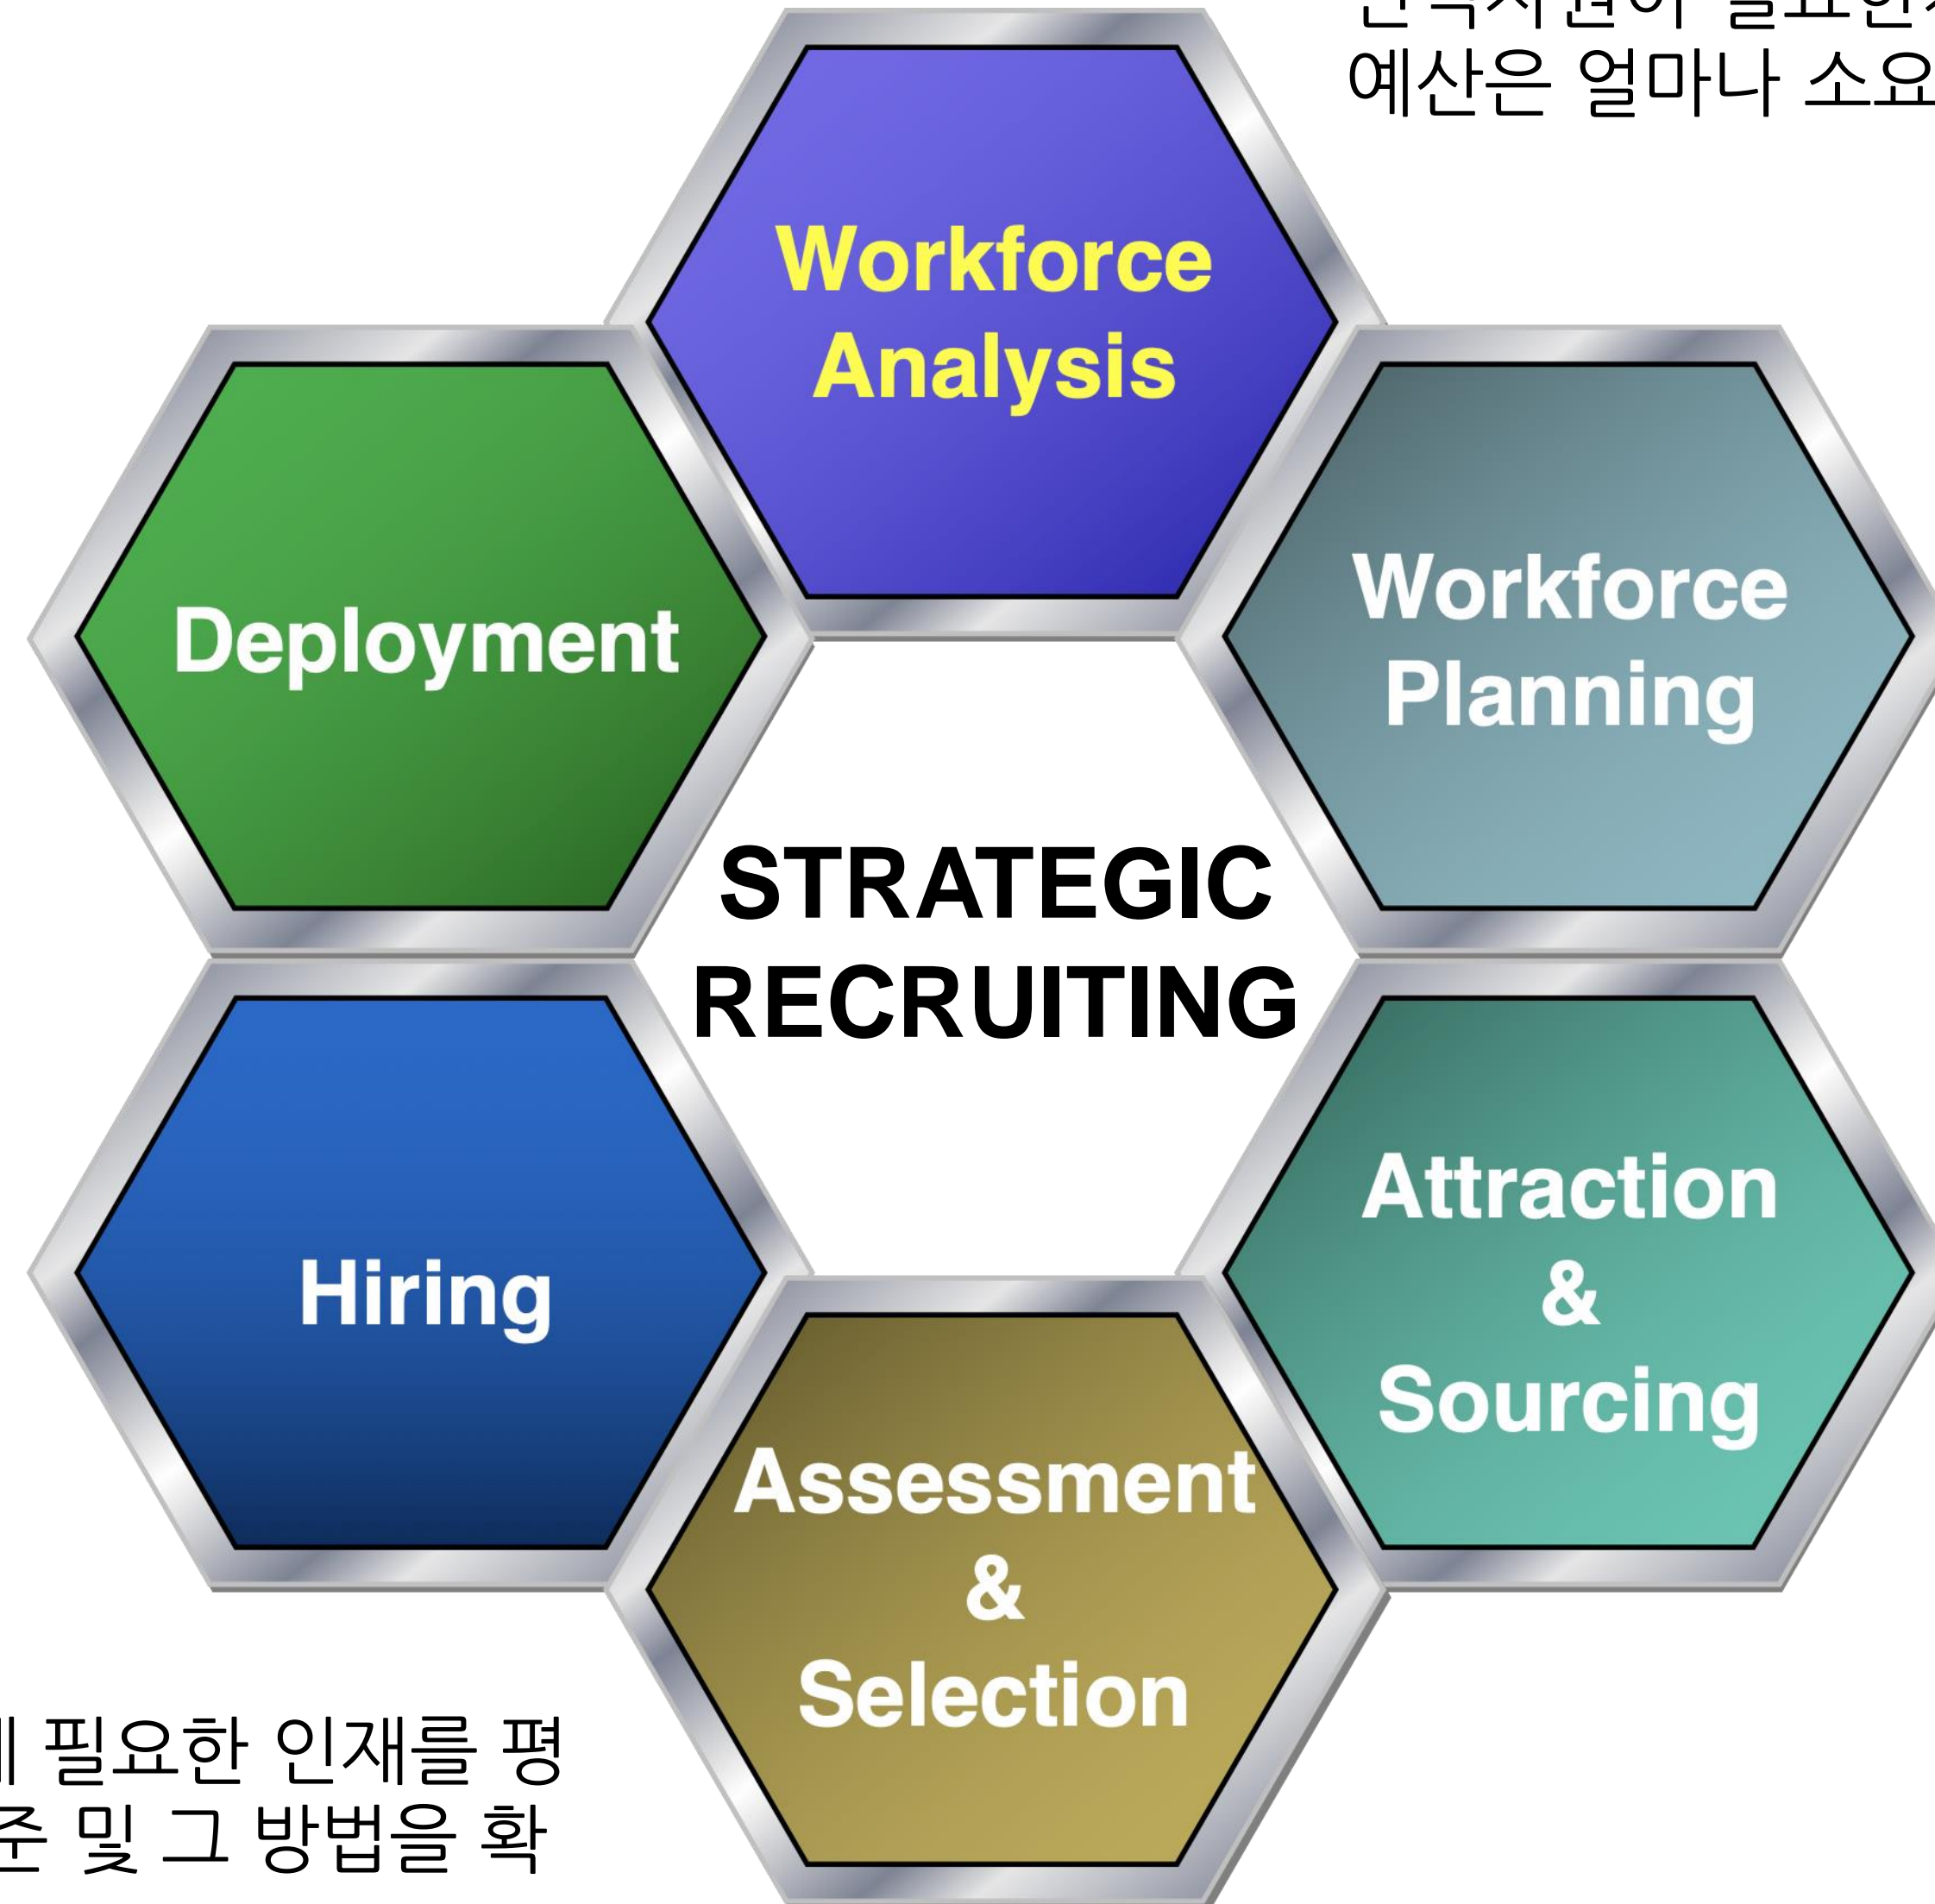 예산은 얼마나 소요
Workforce
Analysis
Deployment
Workforce
Planning
STRATEGIC
RECRUITING
Hiring
Attraction
&
Sourcing
Assessment
&
Selection
필요한 인재를 평
및 그 방법을 확